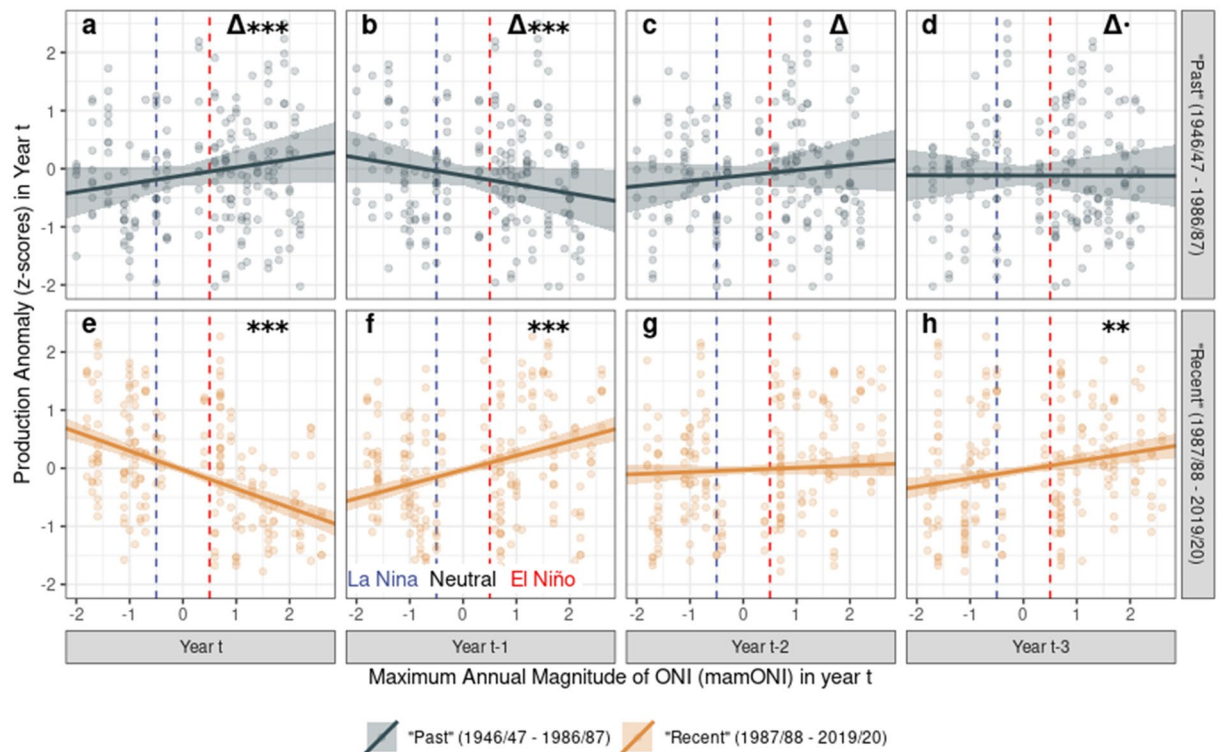 a Δ***
b Δ***
c Δ
d Δ·
"Past" (1946/47 - 1986/87)
2
1
0
-1
-2
Production Anomaly (z-scores) in Year t
e ***
f ***
g
h **
"Recent" (1987/88 - 2019/20)
2
1
0
-1
-2
La Nina Neutral El Niño
-2 -1 0 1 2
-2 -1 0 1 2
-2 -1 0 1 2
-2 -1 0 1 2
Year t
Year t-1
Year t-2
Year t-3
Maximum Annual Magnitude of ONI (mamONI) in year t
"Past" (1946/47 - 1986/87) "Recent" (1987/88 - 2019/20)